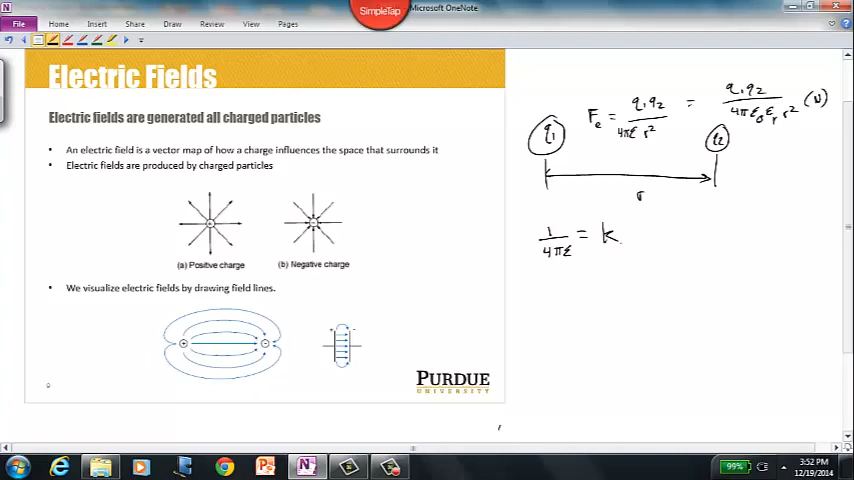 SimpleTap
Microsoft OneNote
File Home Insert Share Draw Review View Pages
Electric Fields
Electric fields are generated all charged particles
• An electric field is a vector map of how a charge influences the space that surrounds it
• Electric fields are produced by charged particles
(a) Positive charge (b) Negative charge
• We visualize electric fields by drawing field lines.
+ - + -
9
PURDUE
UNIVERSITY
q1 q2
Fe = q1q2 / 4πε r² = q1q2 / 4πε0 εr r² (N)
r
1 / 4πε = k
99%
3:52 PM
12/19/2014